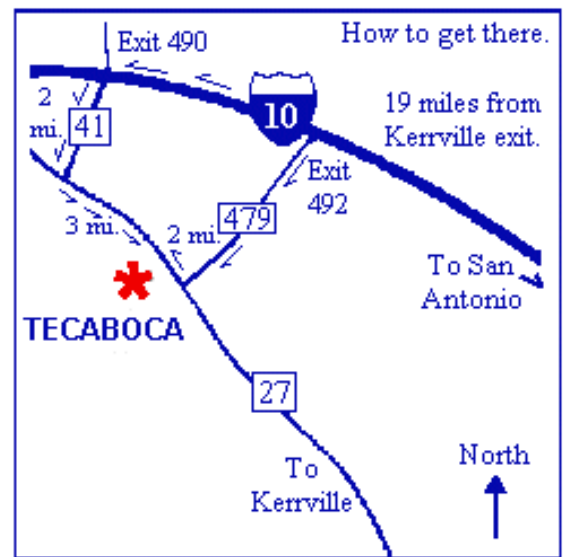 How to get there.
Exit 490
19 miles from
Kerrville exit.
10
2
mi.
41
Exit
492
3 mi.
2 mi.
479
To San
Antonio
TECABOCA
27
To
Kerrville
North